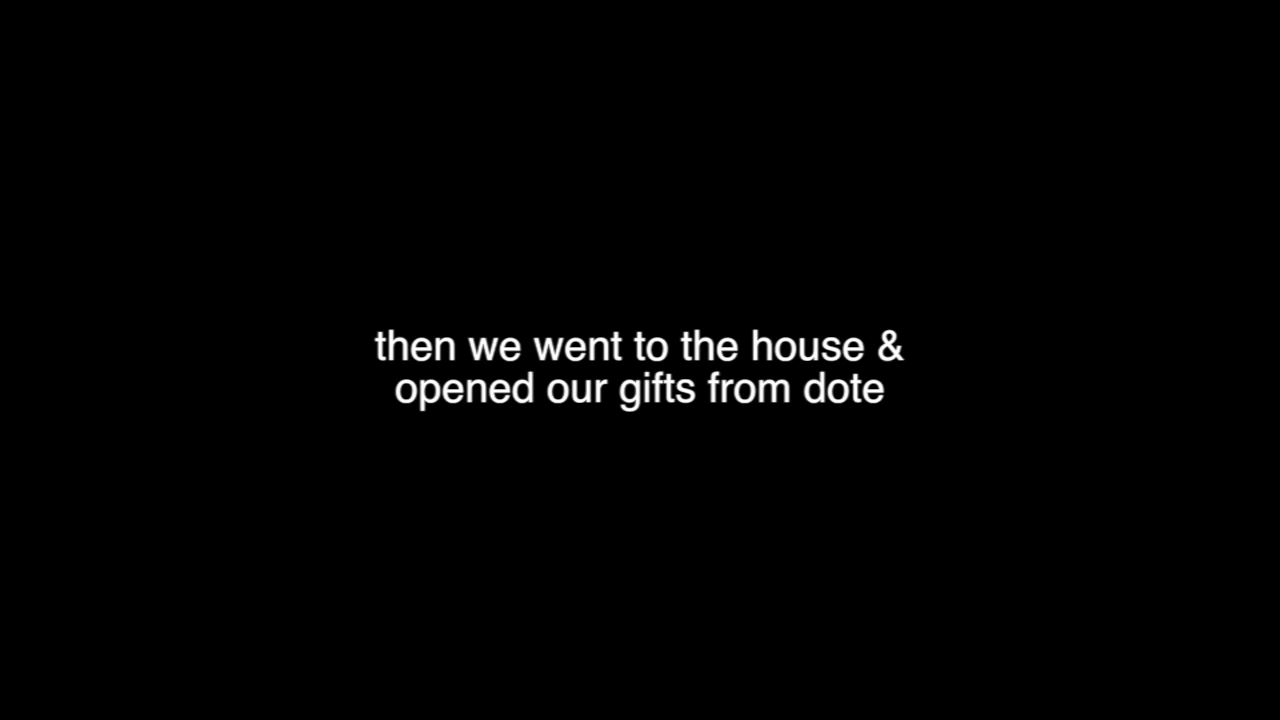 then we went to the house &
opened our gifts from dote